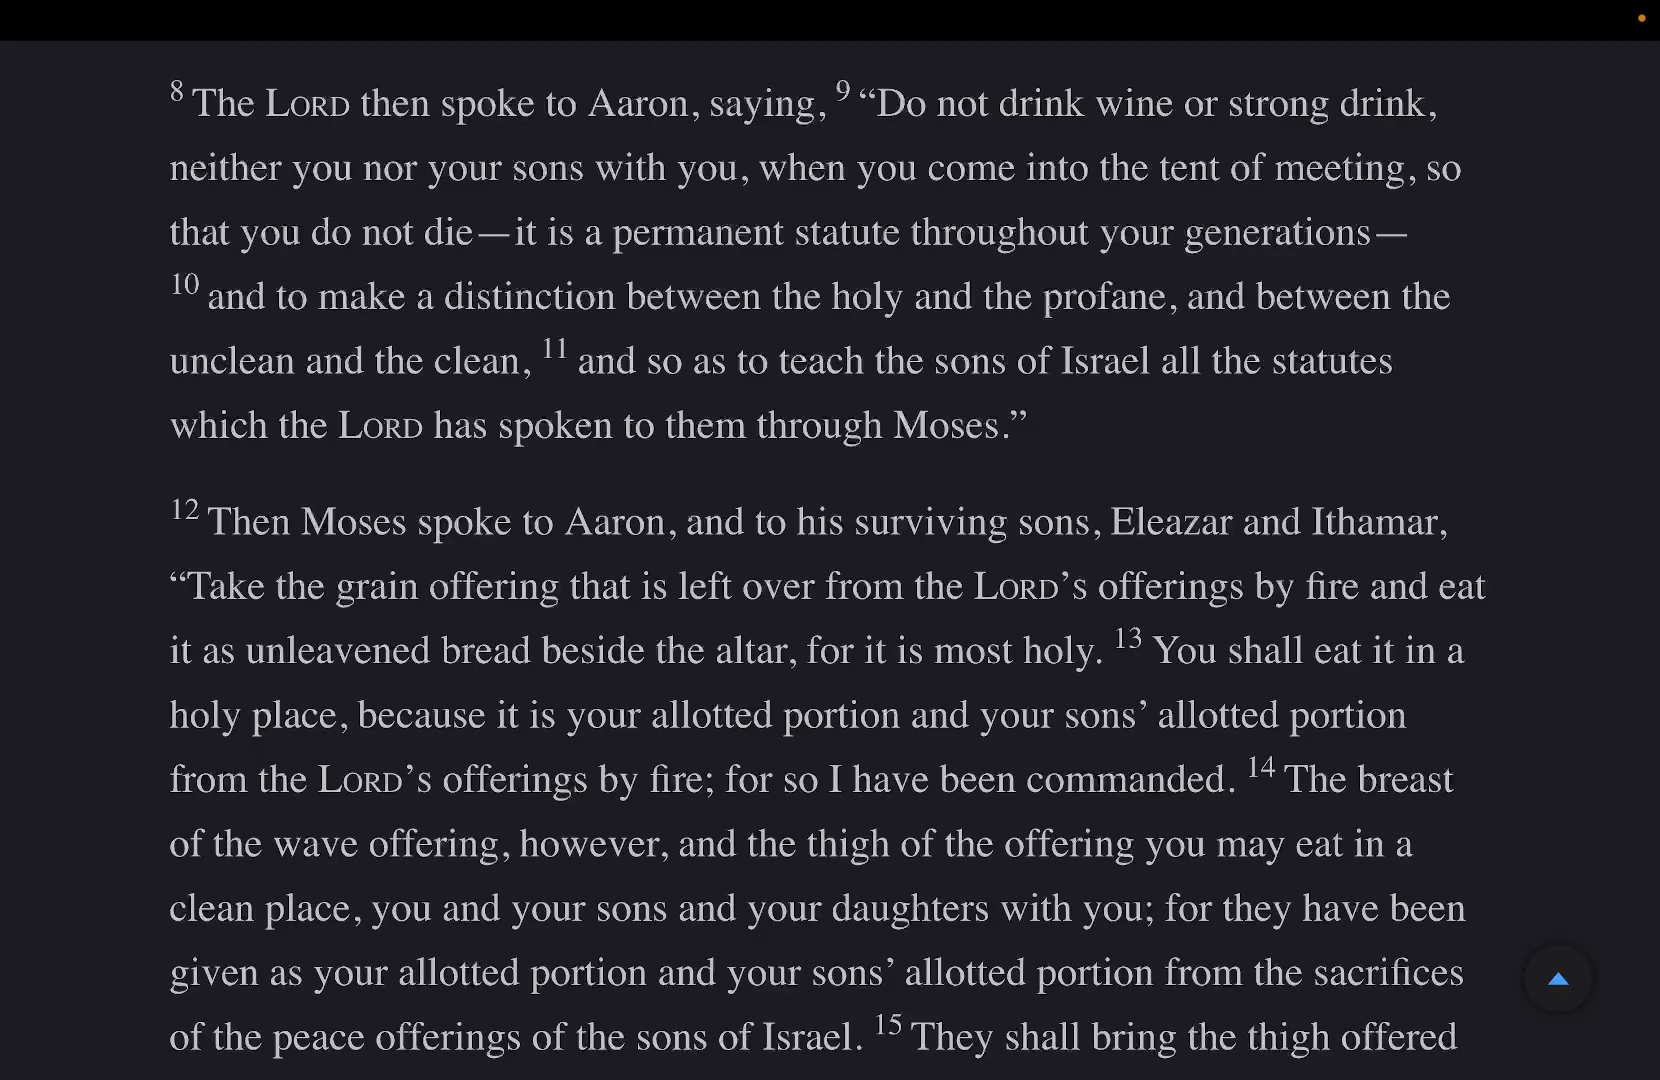 8 The LORD then spoke to Aaron, saying, 9 “Do not drink wine or strong drink,
neither you nor your sons with you, when you come into the tent of meeting, so
that you do not die—it is a permanent statute throughout your generations—
10 and to make a distinction between the holy and the profane, and between the
unclean and the clean, 11 and so as to teach the sons of Israel all the statutes
which the LORD has spoken to them through Moses.”
12 Then Moses spoke to Aaron, and to his surviving sons, Eleazar and Ithamar,
“Take the grain offering that is left over from the LORD’S offerings by fire and eat
it as unleavened bread beside the altar, for it is most holy. 13 You shall eat it in a
holy place, because it is your allotted portion and your sons’ allotted portion
from the LORD’S offerings by fire; for so I have been commanded. 14 The breast
of the wave offering, however, and the thigh of the offering you may eat in a
clean place, you and your sons and your daughters with you; for they have been
given as your allotted portion and your sons’ allotted portion from the sacrifices
of the peace offerings of the sons of Israel. 15 They shall bring the thigh offered